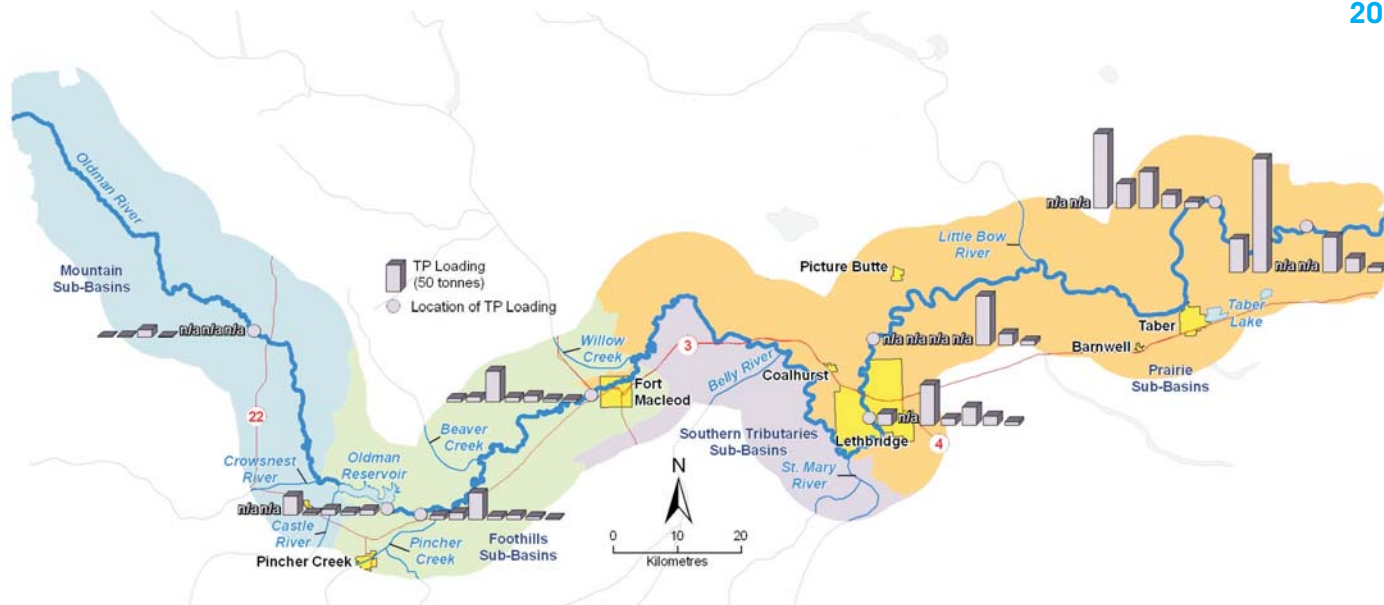 20
Oldman River
Mountain
Sub-Basins
TP Loading
(50 tonnes)
Location of TP Loading
n/a n/a
Little Bow
River
Picture Butte
n/a n/a
n/a n/a n/a
22
Willow
Creek
3
Belly River
Coalhurst
n/a n/a n/a n/a
Taber
Taber
Lake
Barnwell
Prairie
Sub-Basins
Fort
Macleod
Beaver
Creek
n/a
Lethbridge
4
Southern Tributaries
Sub-Basins
St. Mary
River
Crowsnest
River
Oldman
Reservoir
n/a n/a
Castle
River
Pincher Creek
Pincher
Creek
Foothills
Sub-Basins
N
0 10 20
Kilometres